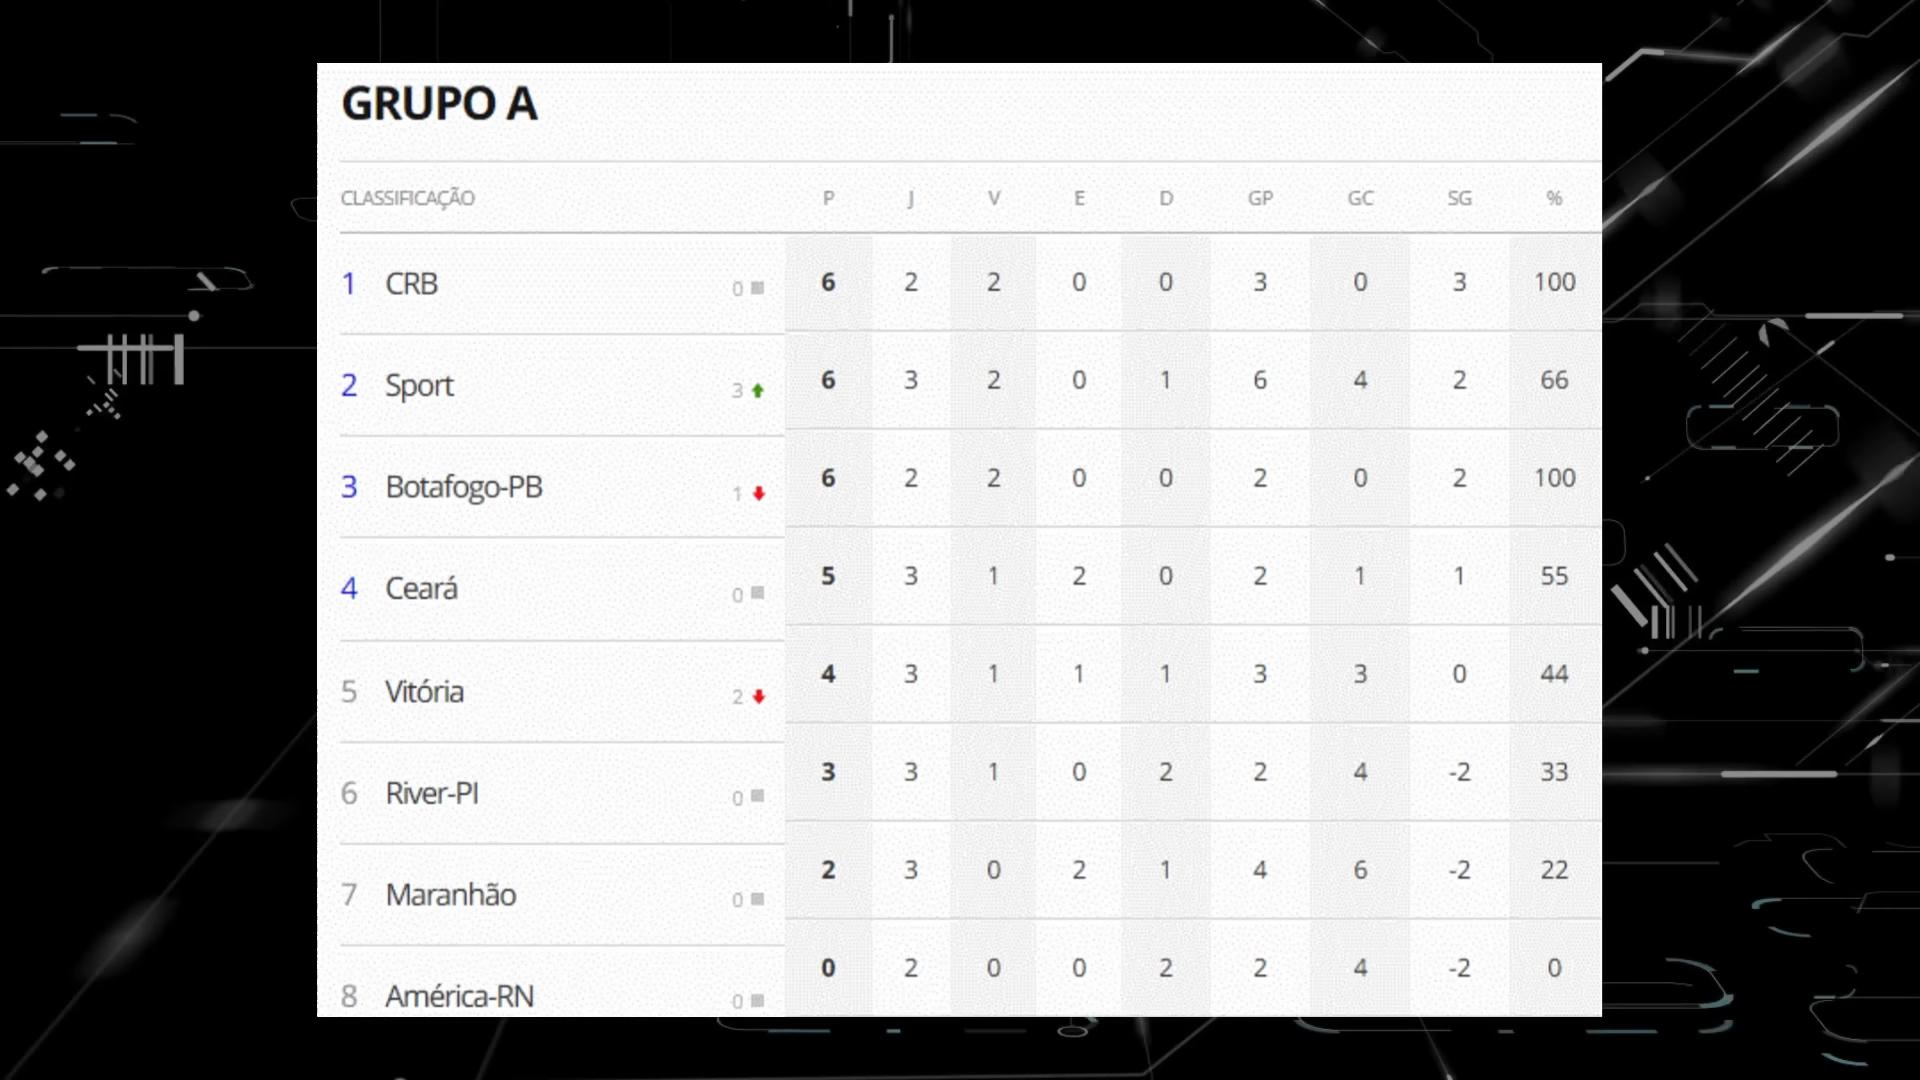 GRUPO A
CLASSIFICAÇÃO P J V E D GP GC SG %
1 CRB 0 6 2 2 0 0 3 0 3 100
2 Sport 3 6 3 2 0 1 6 4 2 66
3 Botafogo-PB 1 6 2 2 0 0 2 0 2 100
4 Ceará 0 5 3 1 2 0 2 1 1 55
5 Vitória 2 4 3 1 1 1 3 3 0 44
6 River-PI 0 3 3 1 0 2 2 4 -2 33
7 Maranhão 0 2 3 0 2 1 4 6 -2 22
8 América-RN 0 0 2 0 0 2 2 4 -2 0